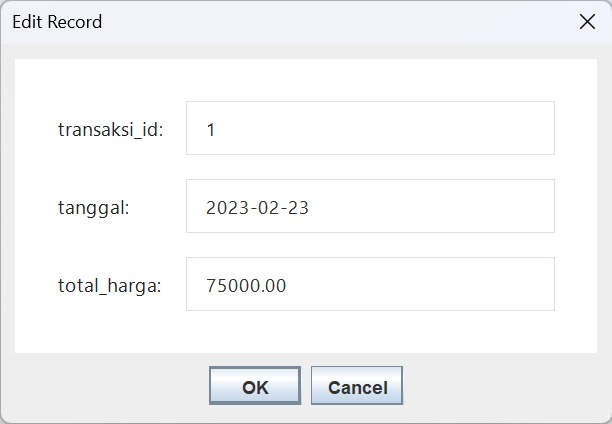 Edit Record
transaksi_id: 1
tanggal: 2023-02-23
total_harga: 75000.00
OK Cancel